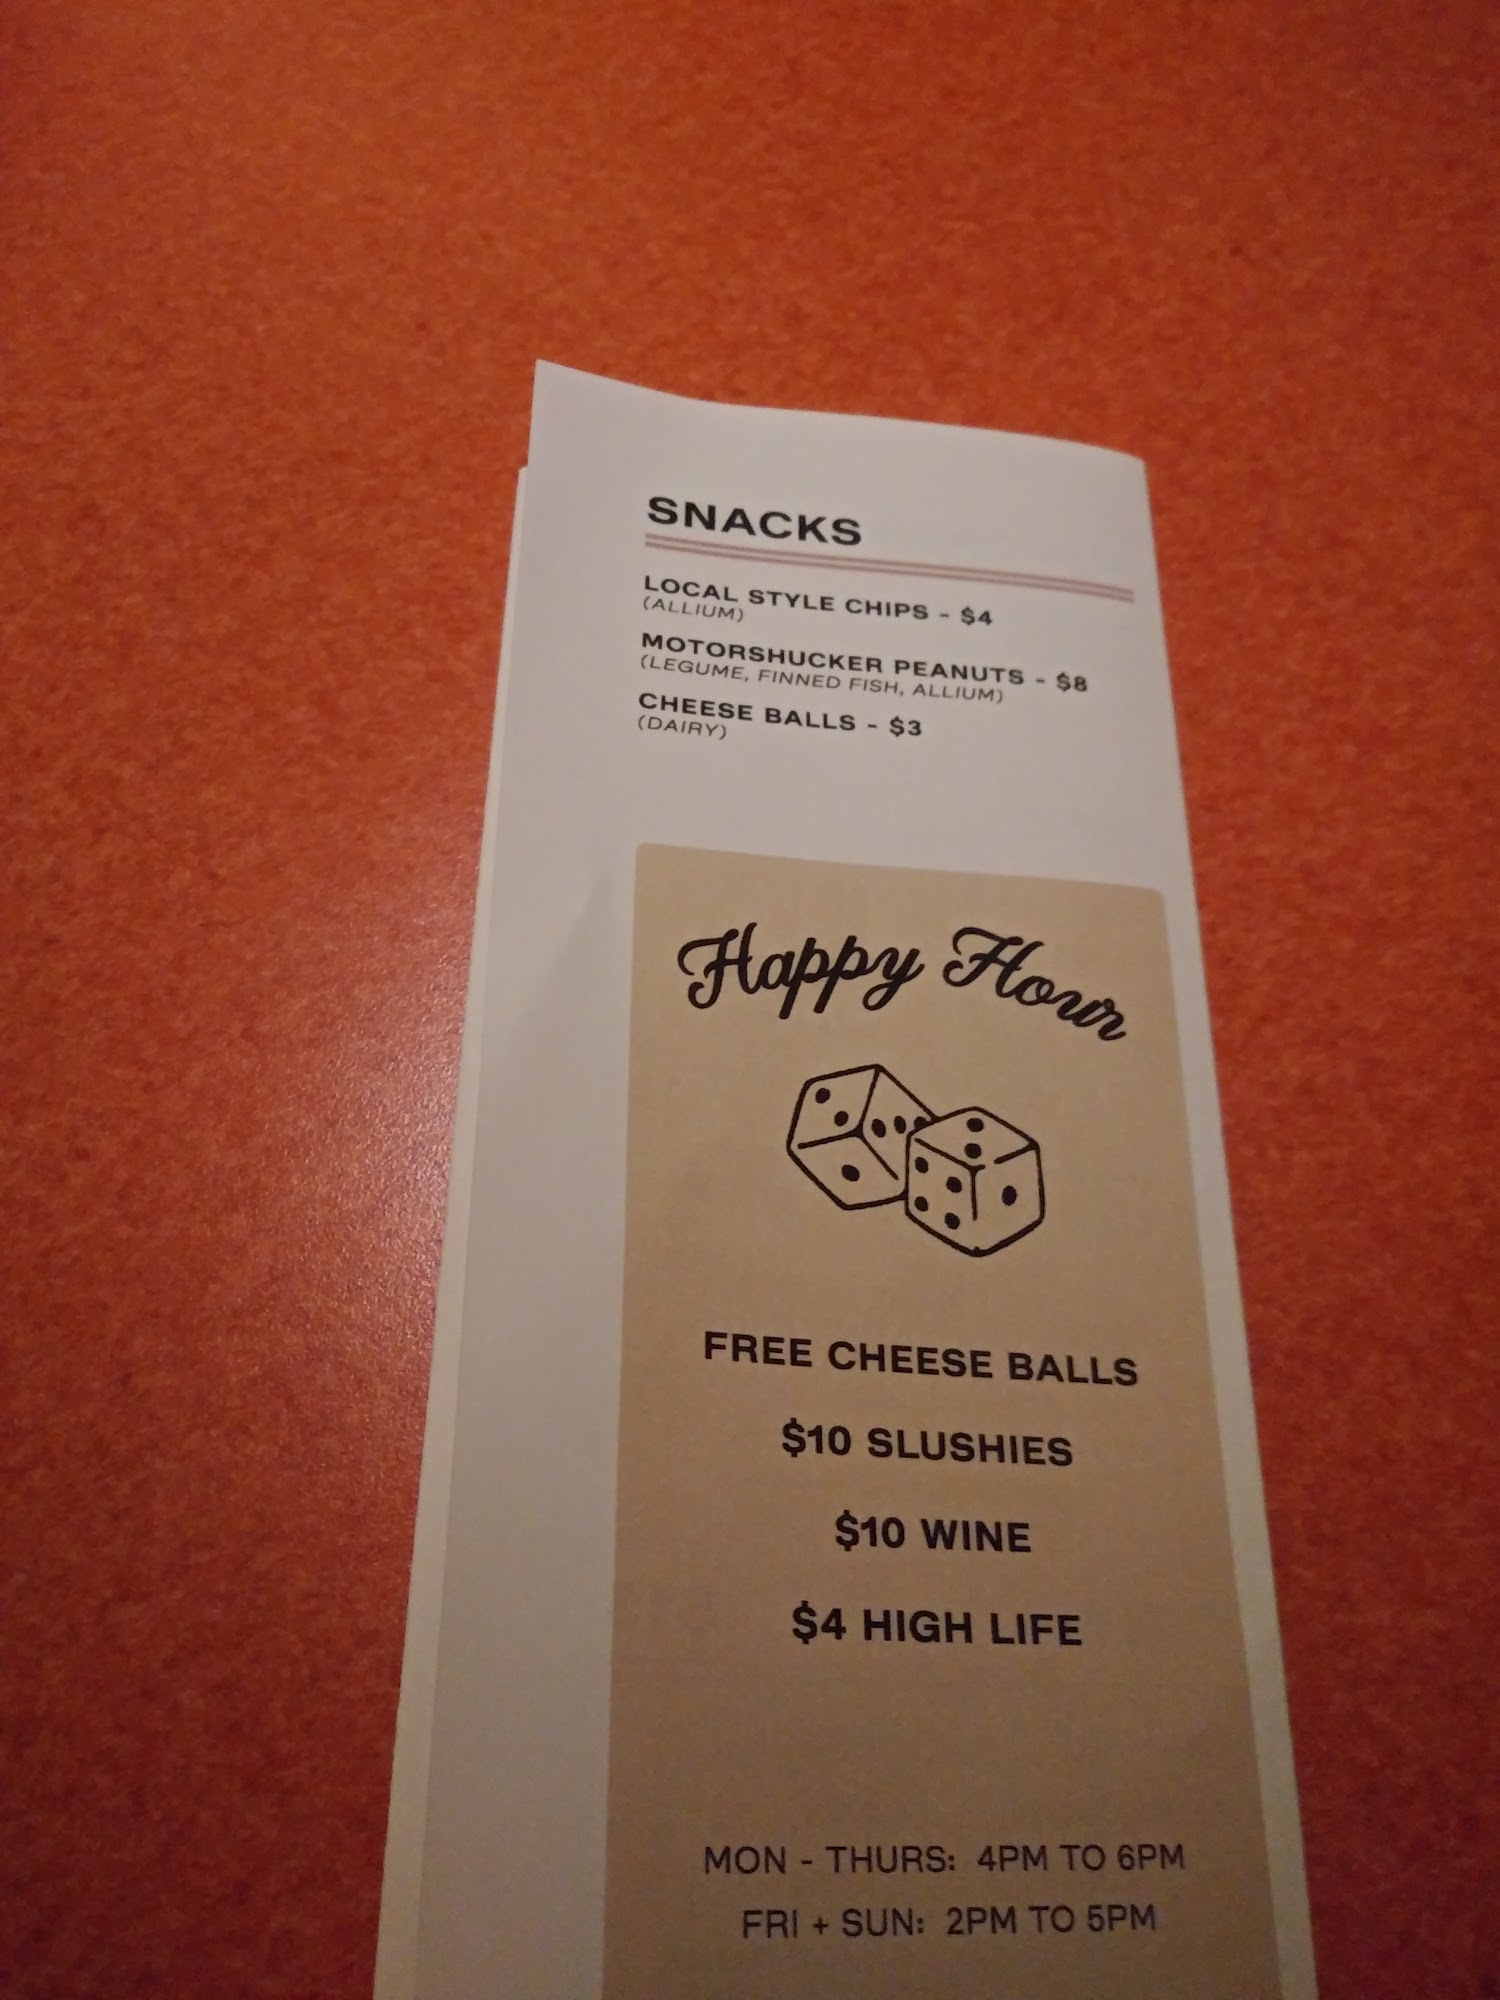 SNACKS
LOCAL STYLE CHIPS - $4
(ALLIUM)
MOTORSHUCKER PEANUTS - $8
(LEGUME, FINNED FISH, ALLIUM)
CHEESE BALLS - $3
(DAIRY)
Happy Hour
FREE CHEESE BALLS
$10 SLUSHIES
$10 WINE
$4 HIGH LIFE
MON - THURS: 4PM TO 6PM
FRI + SUN: 2PM TO 5PM